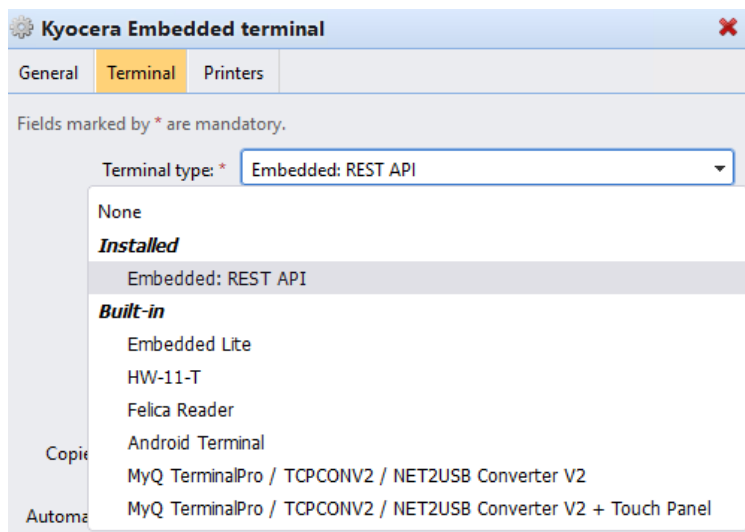 Kyocera Embedded terminal
General Terminal Printers
Fields marked by * are mandatory.
Terminal type: * Embedded: REST API
None
Installed
Embedded: REST API
Built-in
Embedded Lite
HW-11-T
Felica Reader
Android Terminal
Copie
MyQ TerminalPro / TCPCONV2 / NET2USB Converter V2
Automa
MyQ TerminalPro / TCPCONV2 / NET2USB Converter V2 + Touch Panel